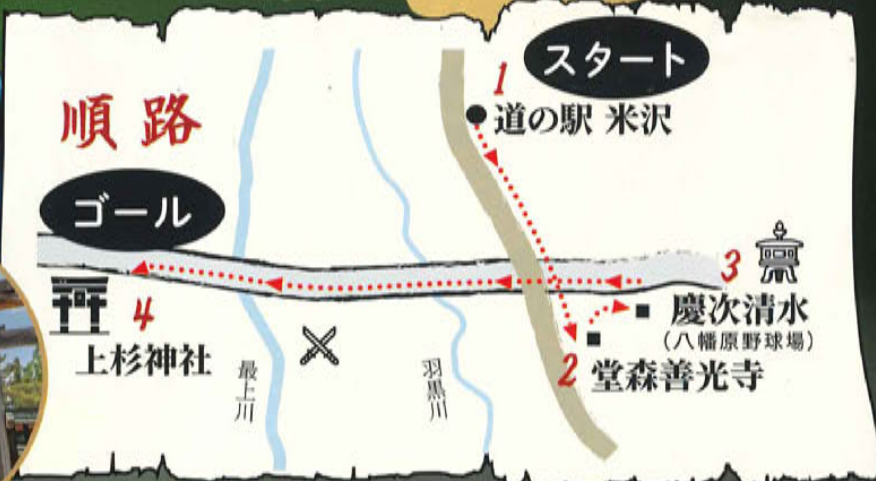 順路
スタート
1
道の駅 米沢
ゴール
3
慶次清水
(八幡原野球場)
4
上杉神社
2
堂森善光寺
最上川
羽黒川